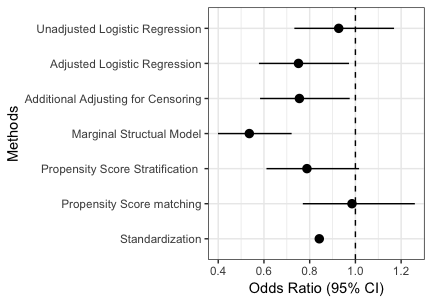 Unadjusted Logistic Regression
Adjusted Logistic Regression
Additional Adjusting for Censoring
Marginal Structual Model
Propensity Score Stratification
Propensity Score matching
Standardization
Methods
0.4 0.6 0.8 1.0 1.2
Odds Ratio (95% CI)